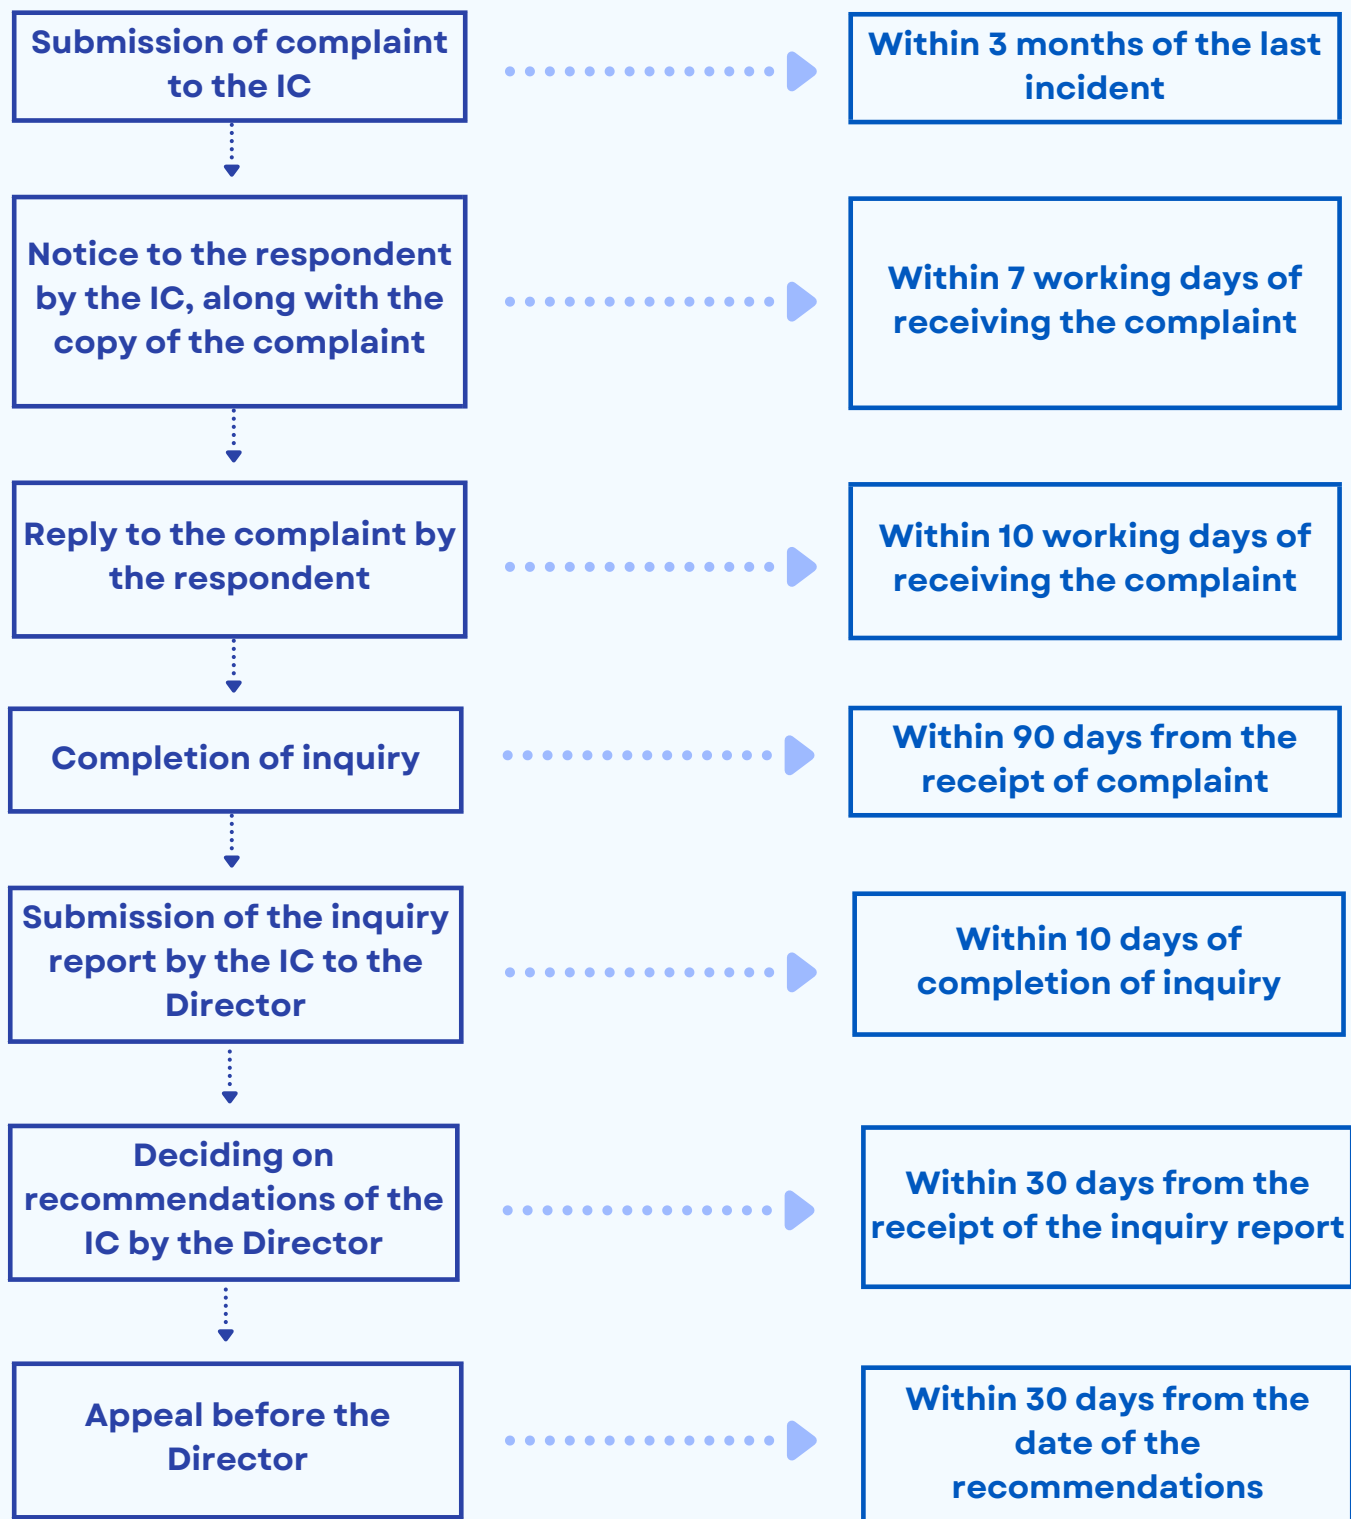 Submission of complaint
to the IC
Within 3 months of the last
incident
Notice to the respondent
by the IC, along with the
copy of the complaint
Within 7 working days of
receiving the complaint
Reply to the complaint by
the respondent
Within 10 working days of
receiving the complaint
Completion of inquiry
Within 90 days from the
receipt of complaint
Submission of the inquiry
report by the IC to the
Director
Within 10 days of
completion of inquiry
Deciding on
recommendations of the
IC by the Director
Within 30 days from the
receipt of the inquiry report
Appeal before the
Director
Within 30 days from the
date of the
recommendations